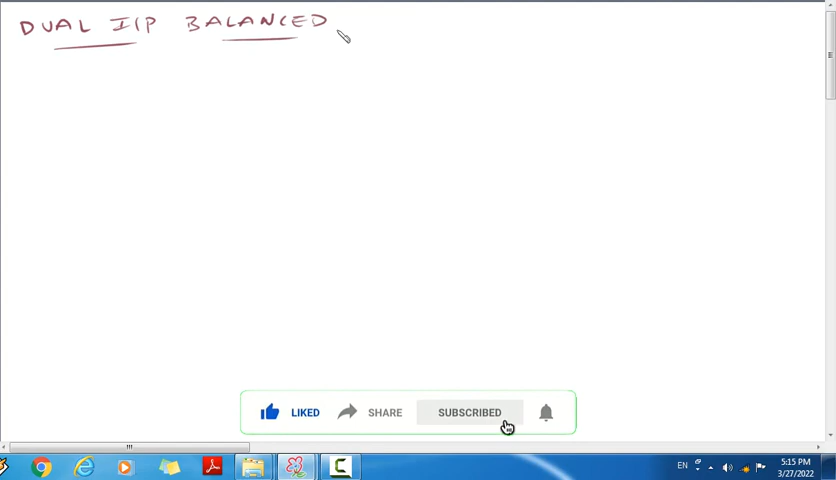 DUAL I/P BALANCED
LIKED SHARE SUBSCRIBED
EN 5:15 PM
3/27/2022